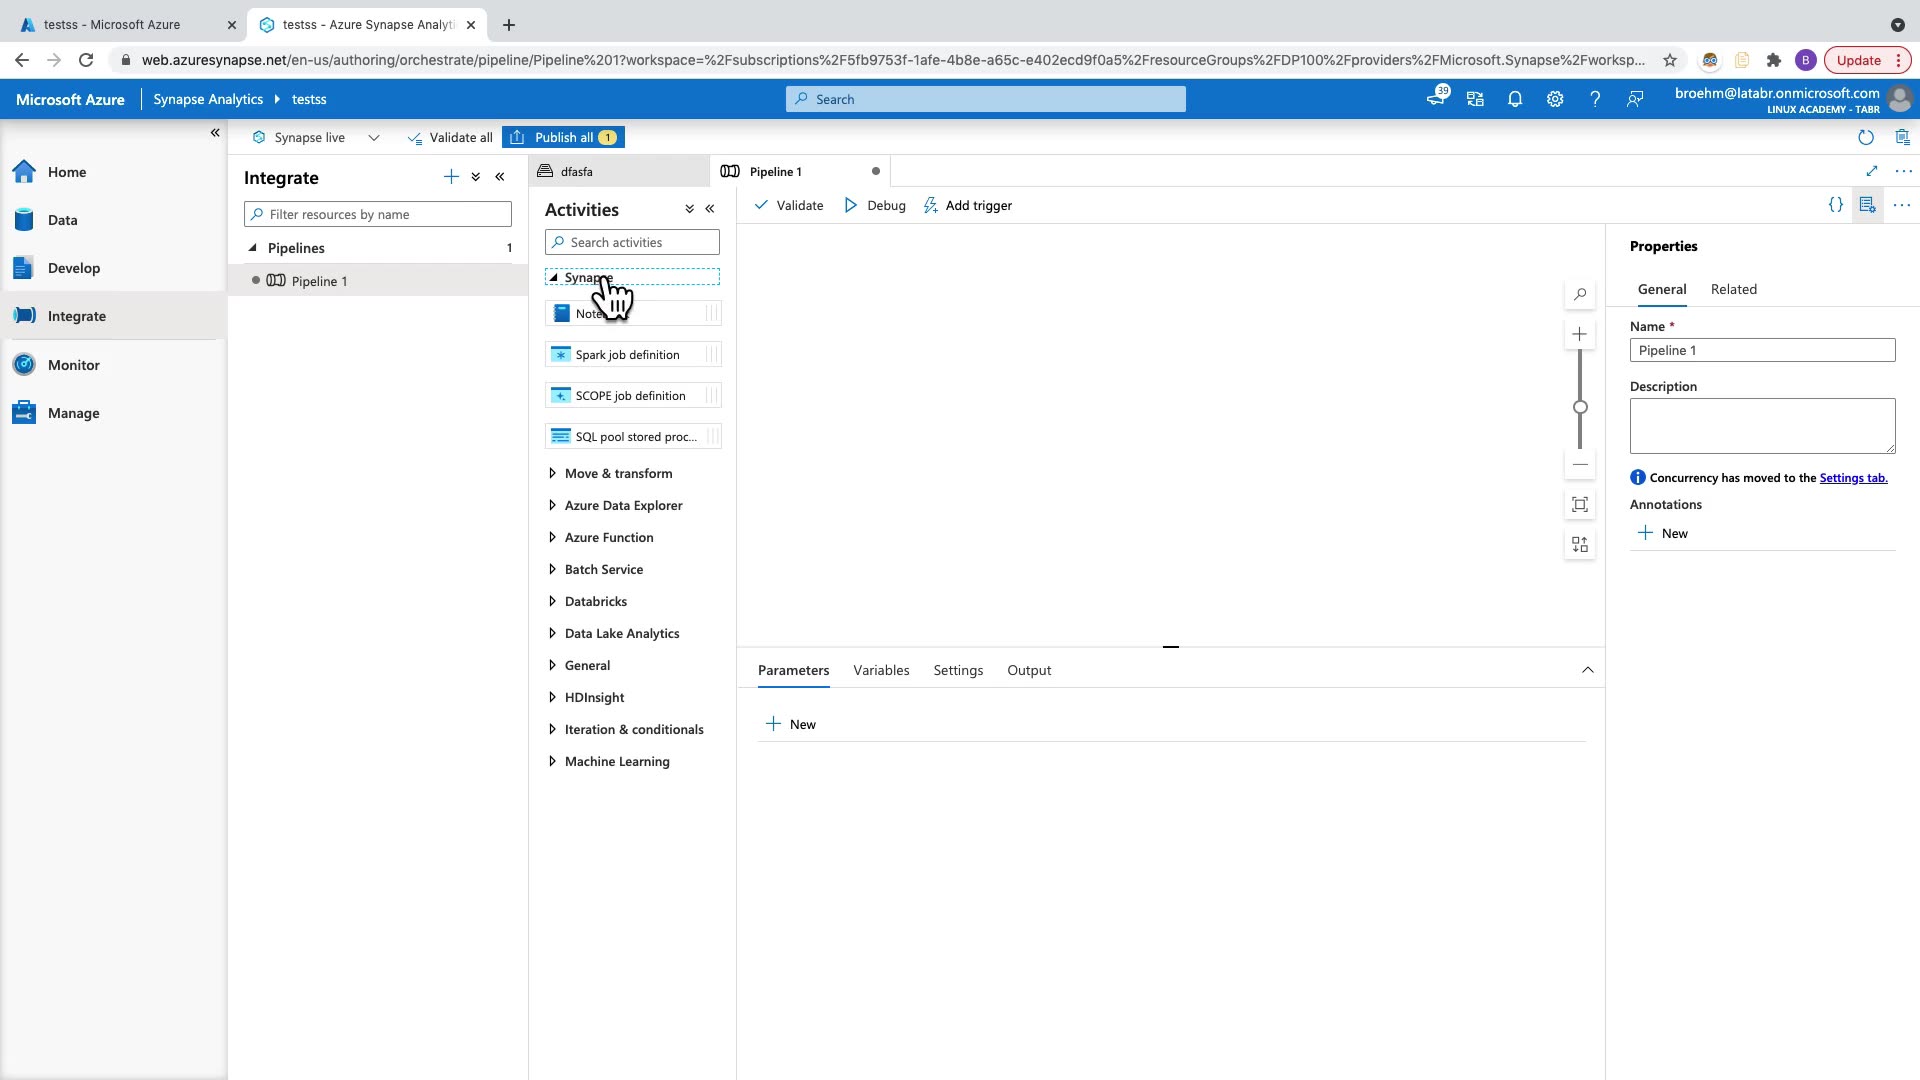 testss - Microsoft Azure
testss - Azure Synapse Analyti
web.azuresynapse.net/en-us/authoring/orchestrate/pipeline/Pipeline%201?workspace=%2Fsubscriptions%2F5fb9753f-1afe-4b8e-a65c-e402ecd9f0a5%2FresourceGroups%2FDP100%2Fproviders%2FMicrosoft.Synapse%2Fworksp...
B
Update
Microsoft Azure
Synapse Analytics
testss
Search
39
broehm@latabr.onmicrosoft.com
LINUX ACADEMY - TABR
Synapse live
Validate all
Publish all
1
Home
Data
Develop
Integrate
Monitor
Manage
Integrate
Filter resources by name
Pipelines
1
Pipeline 1
dfasfa
Pipeline 1
Activities
Search activities
Synapse
Spark job definition
SCOPE job definition
SQL pool stored proc...
Move & transform
Azure Data Explorer
Azure Function
Batch Service
Databricks
Data Lake Analytics
General
HDInsight
Iteration & conditionals
Machine Learning
Validate
Debug
Add trigger
Parameters
Variables
Settings
Output
New
Properties
General
Related
Name *
Pipeline 1
Description
Concurrency has moved to the Settings tab.
Annotations
New